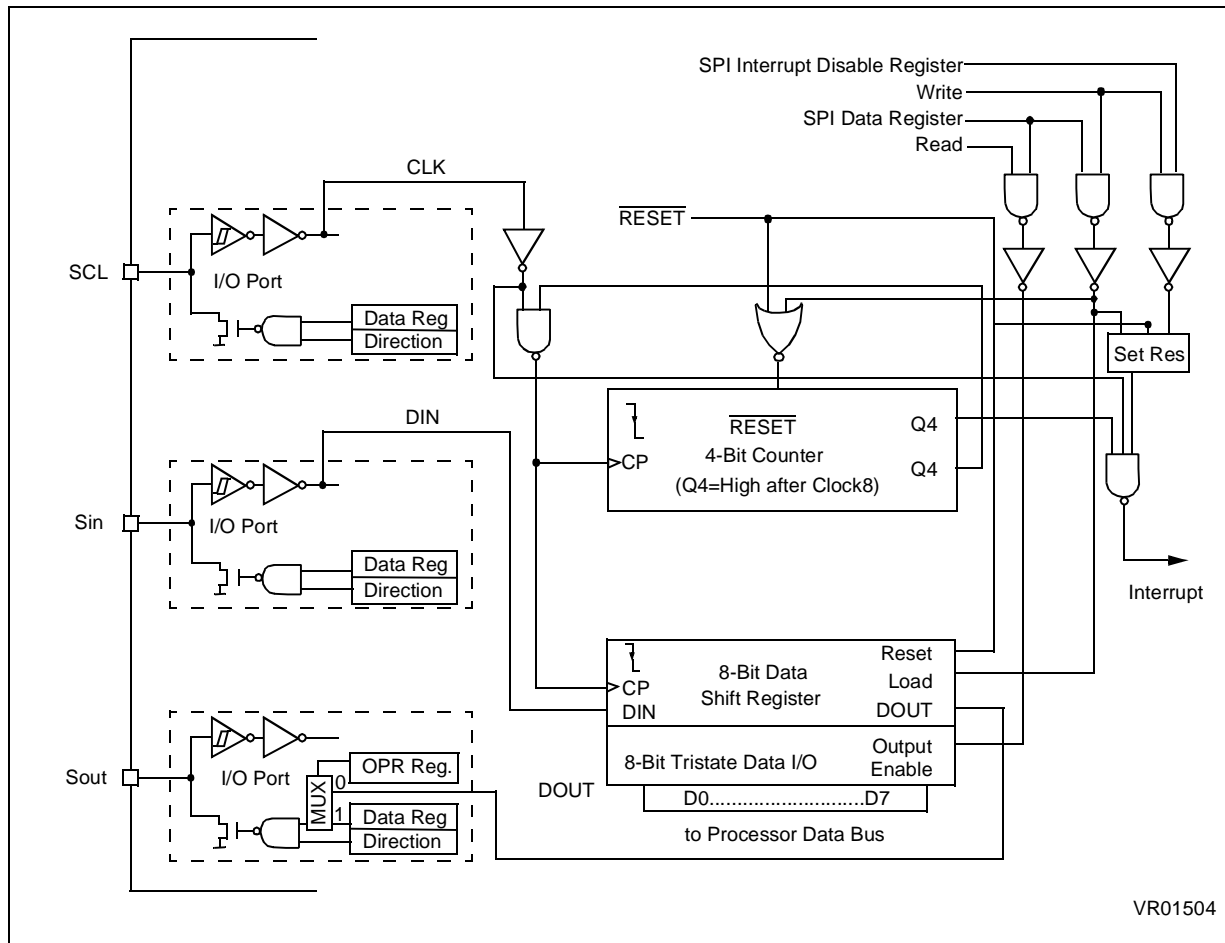 SPI Interrupt Disable Register
Write
SPI Data Register
Read
CLK
RESET
SCL
I/O Port
Data Reg
Direction
Set Res
DIN
RESET
4-Bit Counter
(Q4=High after Clock8)
CP
Q4
Q4
Sin
I/O Port
Data Reg
Direction
Interrupt
CP
DIN
8-Bit Data
Shift Register
Reset
Load
DOUT
8-Bit Tristate Data I/O
Output
Enable
Sout
I/O Port
OPR Reg.
MUX
0
1
Data Reg
Direction
DOUT
D0...........................D7
to Processor Data Bus
VR01504